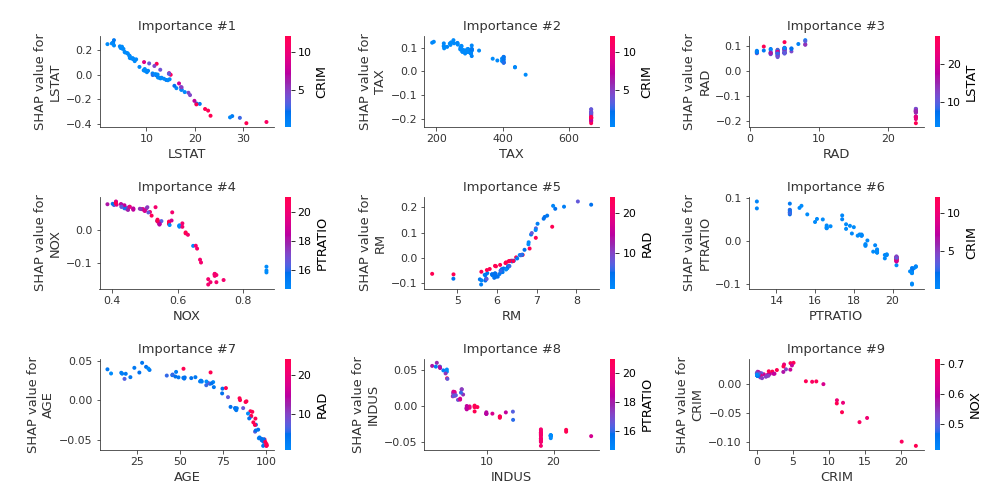 Importance #1
Importance #2
Importance #3
SHAP value for
LSTAT
0.2
0.0
−0.2
−0.4
10
20
30
LSTAT
10
5
CRIM
SHAP value for
TAX
0.1
0.0
−0.1
−0.2
200
400
600
TAX
10
5
CRIM
SHAP value for
RAD
0.1
0.0
−0.1
−0.2
0
10
20
RAD
20
10
LSTAT
Importance #4
Importance #5
Importance #6
SHAP value for
NOX
0.0
−0.1
0.4
0.6
0.8
NOX
20
18
16
PTRATIO
SHAP value for
RM
0.2
0.1
0.0
−0.1
5
6
7
8
RM
20
10
RAD
SHAP value for
PTRATIO
0.1
0.0
−0.1
14
16
18
20
PTRATIO
10
5
CRIM
Importance #7
Importance #8
Importance #9
SHAP value for
AGE
0.05
0.00
−0.05
25
50
75
100
AGE
20
10
RAD
SHAP value for
INDUS
0.05
0.00
−0.05
10
20
INDUS
20
18
16
PTRATIO
SHAP value for
CRIM
0.00
−0.05
−0.10
0
5
10
15
20
CRIM
0.7
0.6
0.5
NOX